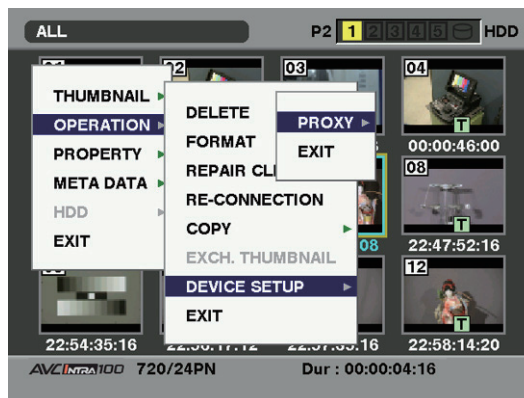 ALL P2 1 2 3 4 5 HDD
02 03 04
THUMBNAIL
OPERATION
PROPERTY
META DATA
HDD
EXIT
DELETE
FORMAT
REPAIR
RE-CONNECTION
COPY
EXCH. THUMBNAIL
DEVICE SETUP
EXIT
PROXY
EXIT
T
00:00:46:00
08
T
08 22:47:52:16
12
T
22:54:35:16 22:58:14:20
AVC INTRA 100 720/24PN Dur : 00:00:04:16